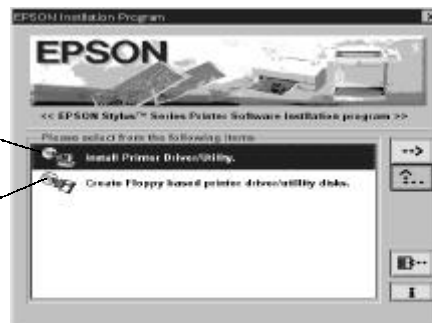 EPSON Installation Program
EPSON
<< EPSON Stylus™ Series Printer Software Instllation program >>
Please select from the following items
Install Printer Driver/Utility.
Create Floppy based printer driver/utility disks.
-->
?..
i